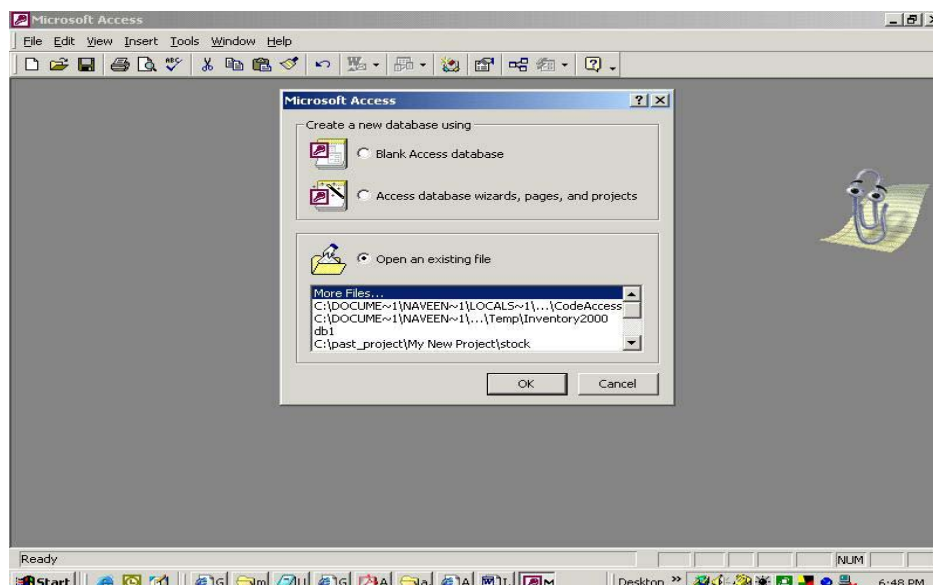 Microsoft Access
File Edit View Insert Tools Window Help
Microsoft Access
Create a new database using
Blank Access database
Access database wizards, pages, and projects
Open an existing file
More Files...
C:\DOCUME~1\NAVEEN~1\LOCALS~1\...\CodeAccess
C:\DOCUME~1\NAVEEN~1\...\Temp\Inventory2000
db1
C:\past_project\My New Project\stock
OK Cancel
Ready NUM
Start Desktop » 6:48 PM